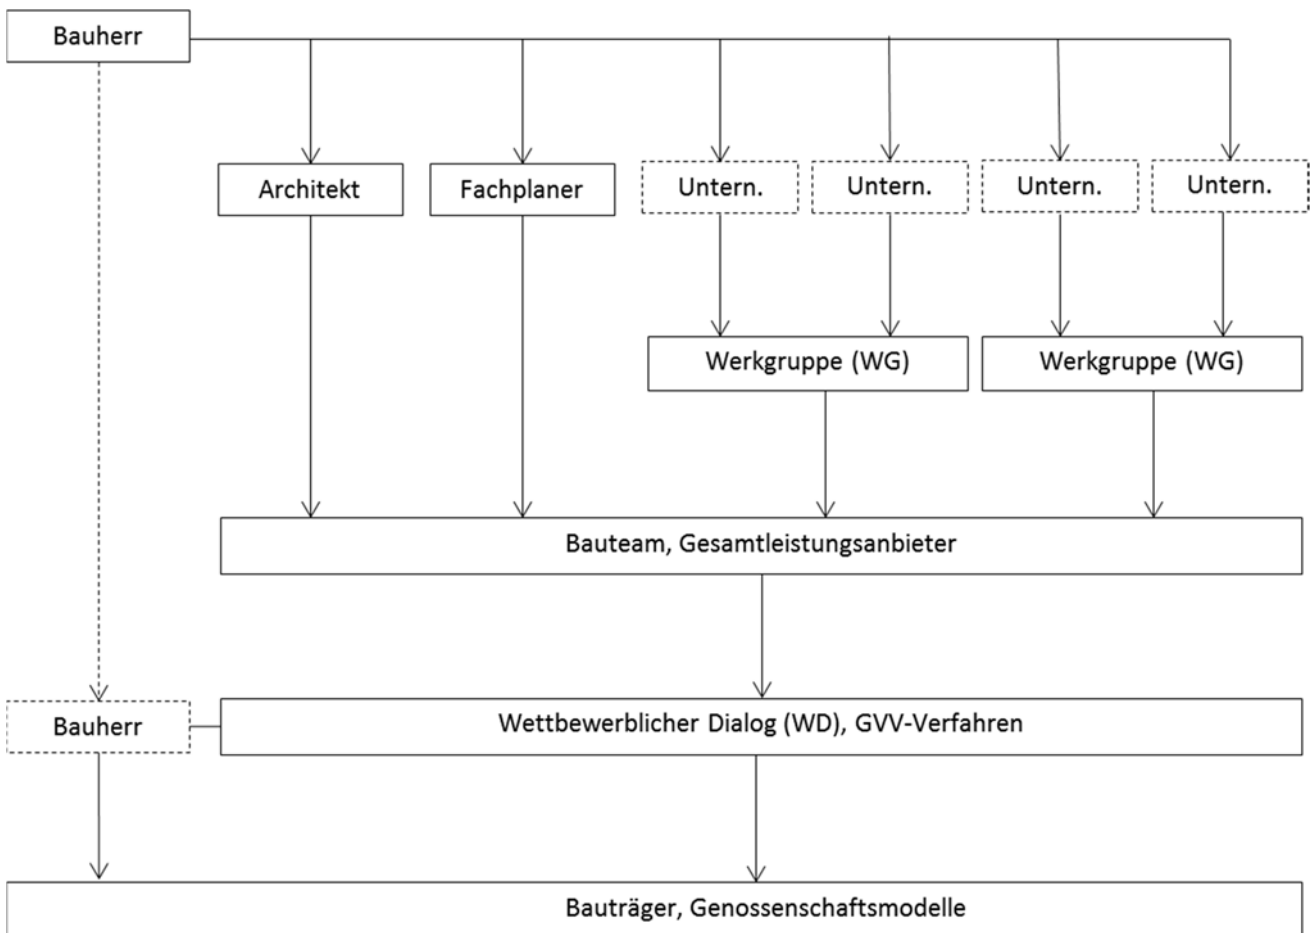 Bauherr
Architekt
Fachplaner
Untern.
Untern.
Untern.
Untern.
Werkgruppe (WG)
Werkgruppe (WG)
Bauteam, Gesamtleistungsanbieter
Bauherr
Wettbewerblicher Dialog (WD), GVV-Verfahren
Bauträger, Genossenschaftsmodelle